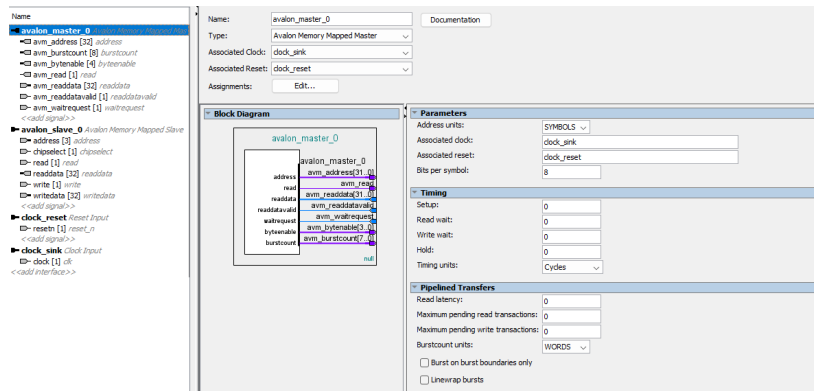 Name
avalon_master_0 Avalon Memory Mapped Mas
avm_address [32] address
avm_burstcount [8] burstcount
avm_byteenable [4] byteenable
avm_read [1] read
avm_readdata [32] readdata
avm_readdatavalid [1] readdatavalid
avm_waitrequest [1] waitrequest
<<add signal>>
avalon_slave_0 Avalon Memory Mapped Slave
address [3] address
chipselect [1] chipselect
read [1] read
readdata [32] readdata
write [1] write
writedata [32] writedata
<<add signal>>
clock_reset Reset Input
resetn [1] reset_n
<<add signal>>
clock_sink Clock Input
clock [1] clk
<<add interface>>
Name: avalon_master_0 Documentation
Type: Avalon Memory Mapped Master
Associated Clock: clock_sink
Associated Reset: clock_reset
Assignments: Edit...
Block Diagram
avalon_master_0
avalon_master_0
address avm_address[31..0]
read avm_read
readdata avm_readdata[31..0]
readdatavalid avm_readdatavalid
waitrequest avm_waitrequest
byteenable avm_byteenable[3..0]
burstcount avm_burstcount[7..0]
null
Parameters
Address units: SYMBOLS
Associated clock: clock_sink
Associated reset: clock_reset
Bits per symbol: 8
Timing
Setup: 0
Read wait: 0
Write wait: 0
Hold: 0
Timing units: Cycles
Pipelined Transfers
Read latency: 0
Maximum pending read transactions: 0
Maximum pending write transactions: 0
Burstcount units: WORDS
Burst on burst boundaries only
Linewrap bursts